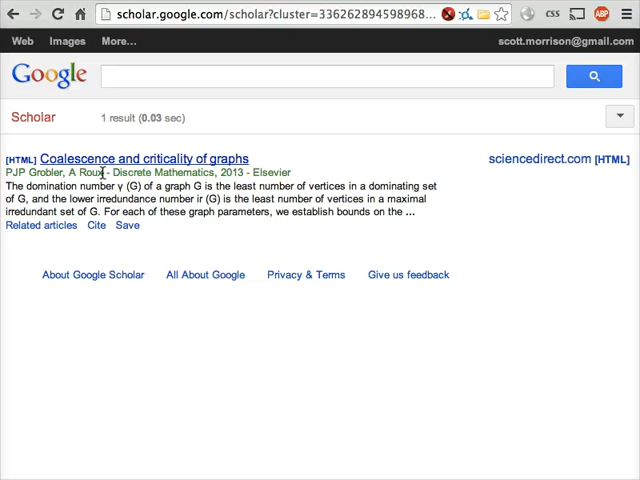 scholar.google.com/scholar?cluster=336262894598968...
css
ABP
Web Images More... scott.morrison@gmail.com
Google
Scholar 1 result (0.03 sec)
[HTML] Coalescence and criticality of graphs sciencedirect.com [HTML]
PJP Grobler, A Roux - Discrete Mathematics, 2013 - Elsevier
The domination number γ (G) of a graph G is the least number of vertices in a dominating set
of G, and the lower irredundance number ir (G) is the least number of vertices in a maximal
irredundant set of G. For each of these graph parameters, we establish bounds on the ...
Related articles Cite Save
About Google Scholar All About Google Privacy & Terms Give us feedback